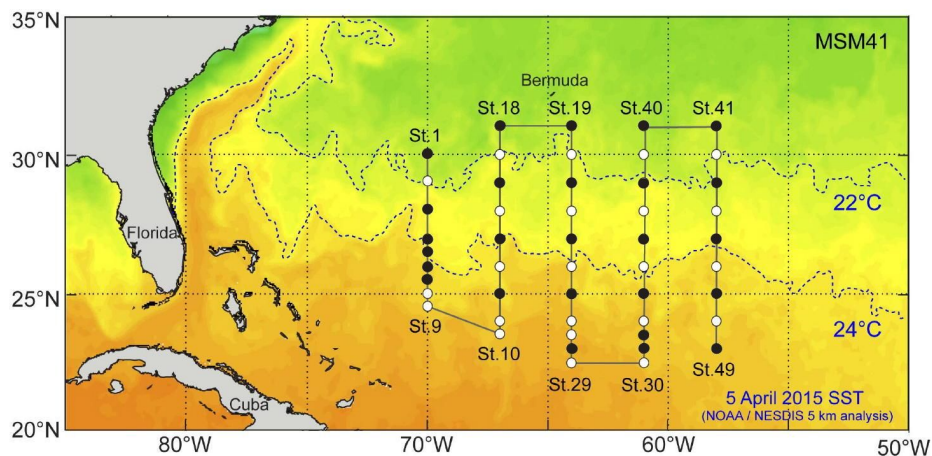 35°N
MSM41
Bermuda
St.18 St.19 St.40 St.41
St.1
30°N
22°C
Florida
25°N
St.9
24°C
St.10
St.29 St.30 St.49
5 April 2015 SST
Cuba
(NOAA / NESDIS 5 km analysis)
20°N
80°W 70°W 60°W 50°W